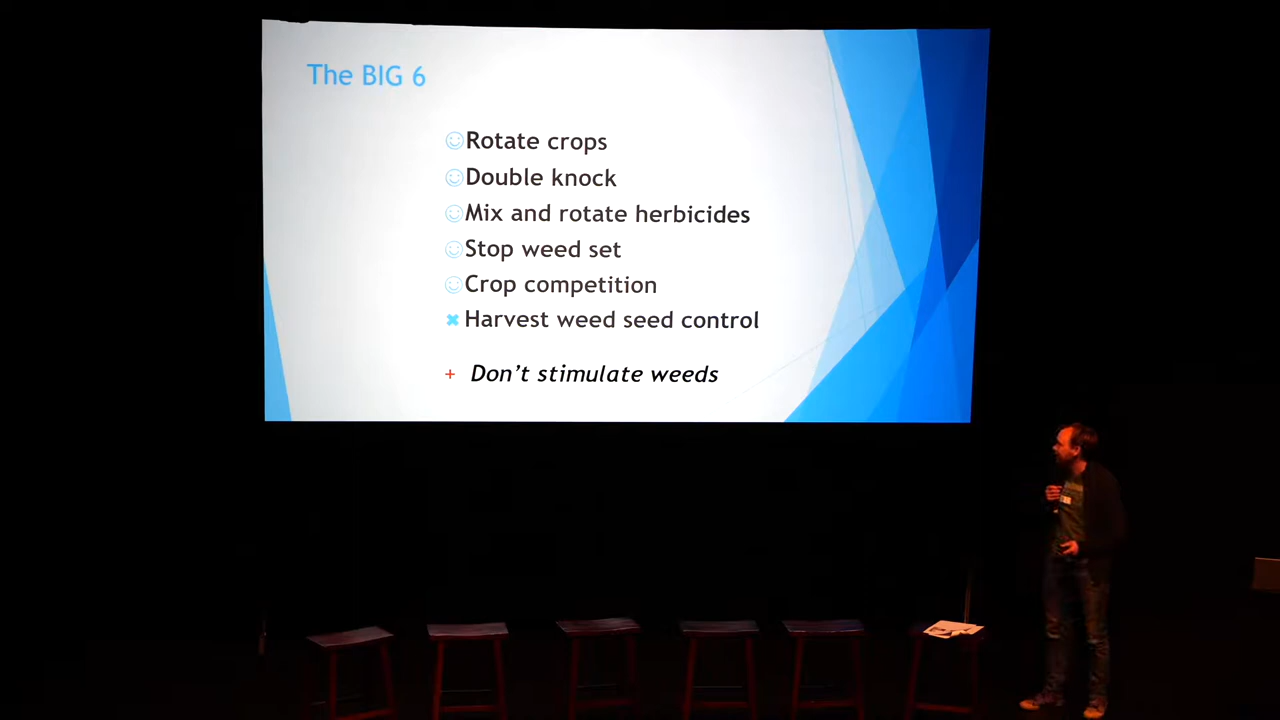 The BIG 6
Rotate crops
Double knock
Mix and rotate herbicides
Stop weed set
Crop competition
Harvest weed seed control
+ Don't stimulate weeds